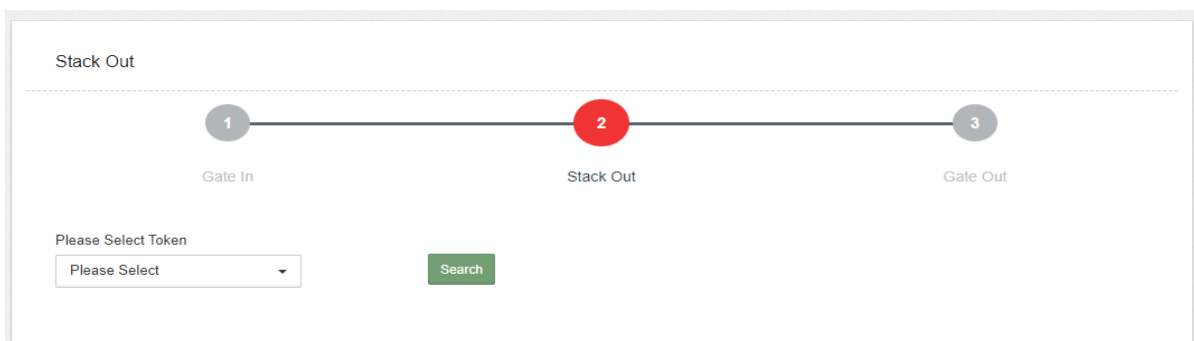 Stack Out
1 2 3
Gate In Stack Out Gate Out
Please Select Token
Please Select Search